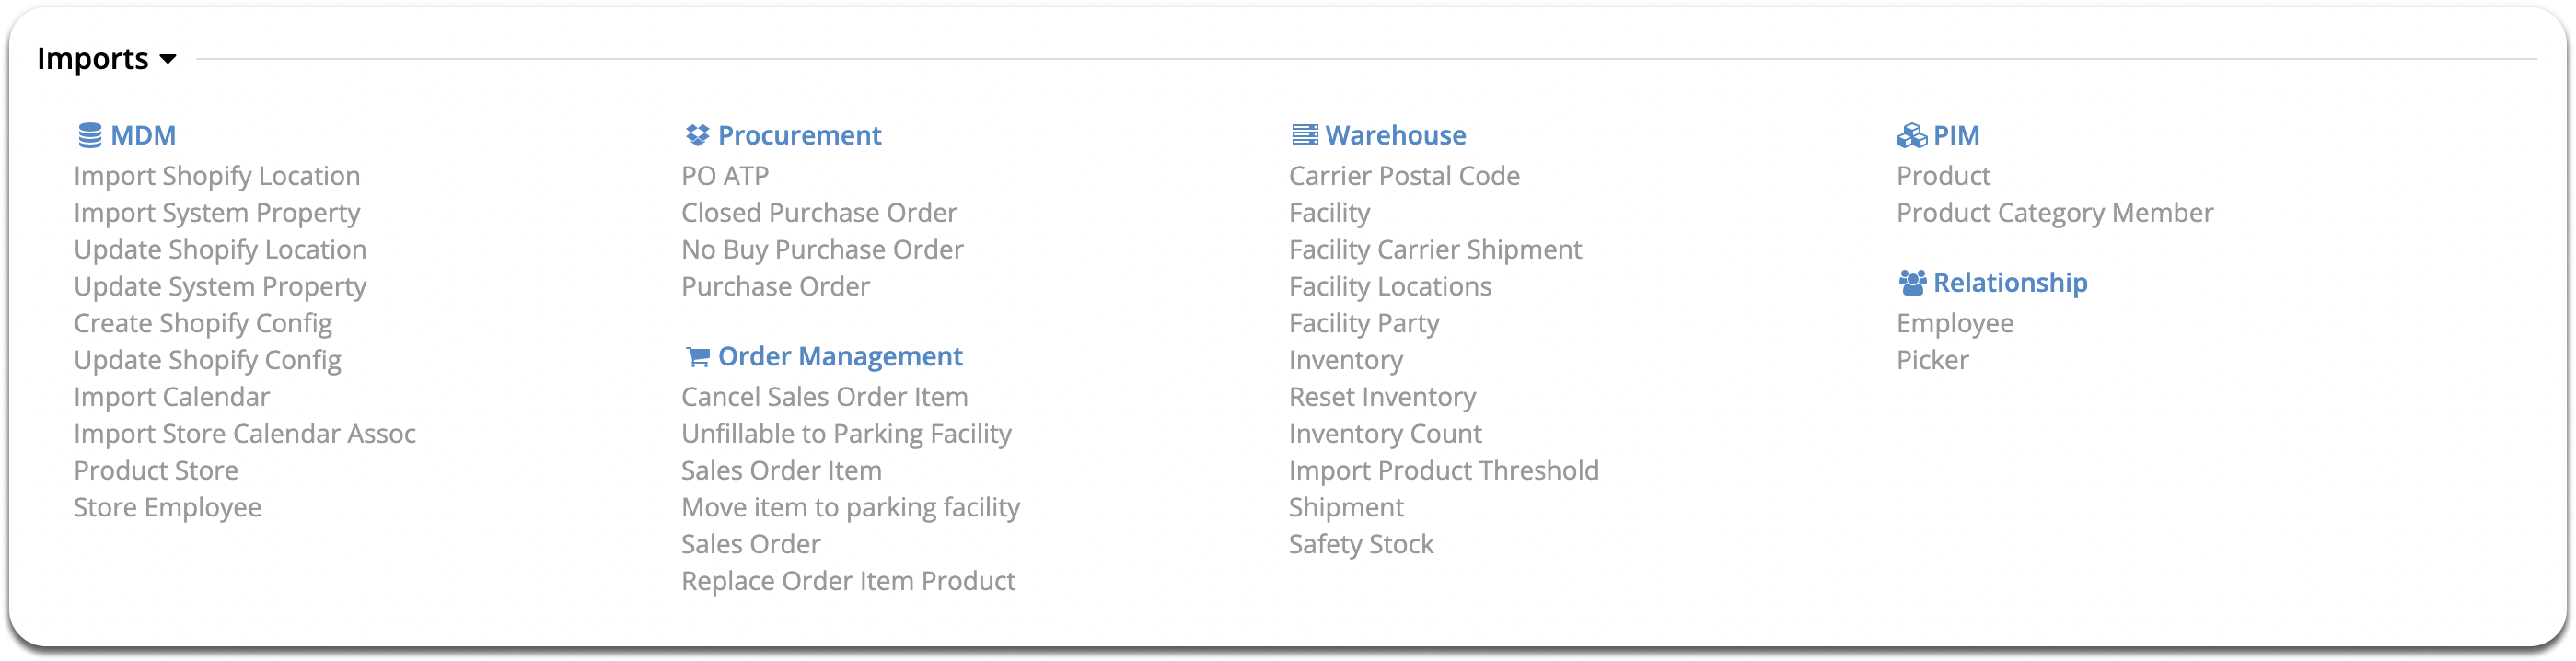 Imports
MDM
Import Shopify Location
Import System Property
Update Shopify Location
Update System Property
Create Shopify Config
Update Shopify Config
Import Calendar
Import Store Calendar Assoc
Product Store
Store Employee
Procurement
PO ATP
Closed Purchase Order
No Buy Purchase Order
Purchase Order
Order Management
Cancel Sales Order Item
Unfillable to Parking Facility
Sales Order Item
Move item to parking facility
Sales Order
Replace Order Item Product
Warehouse
Carrier Postal Code
Facility
Facility Carrier Shipment
Facility Locations
Facility Party
Inventory
Reset Inventory
Inventory Count
Import Product Threshold
Shipment
Safety Stock
PIM
Product
Product Category Member
Relationship
Employee
Picker